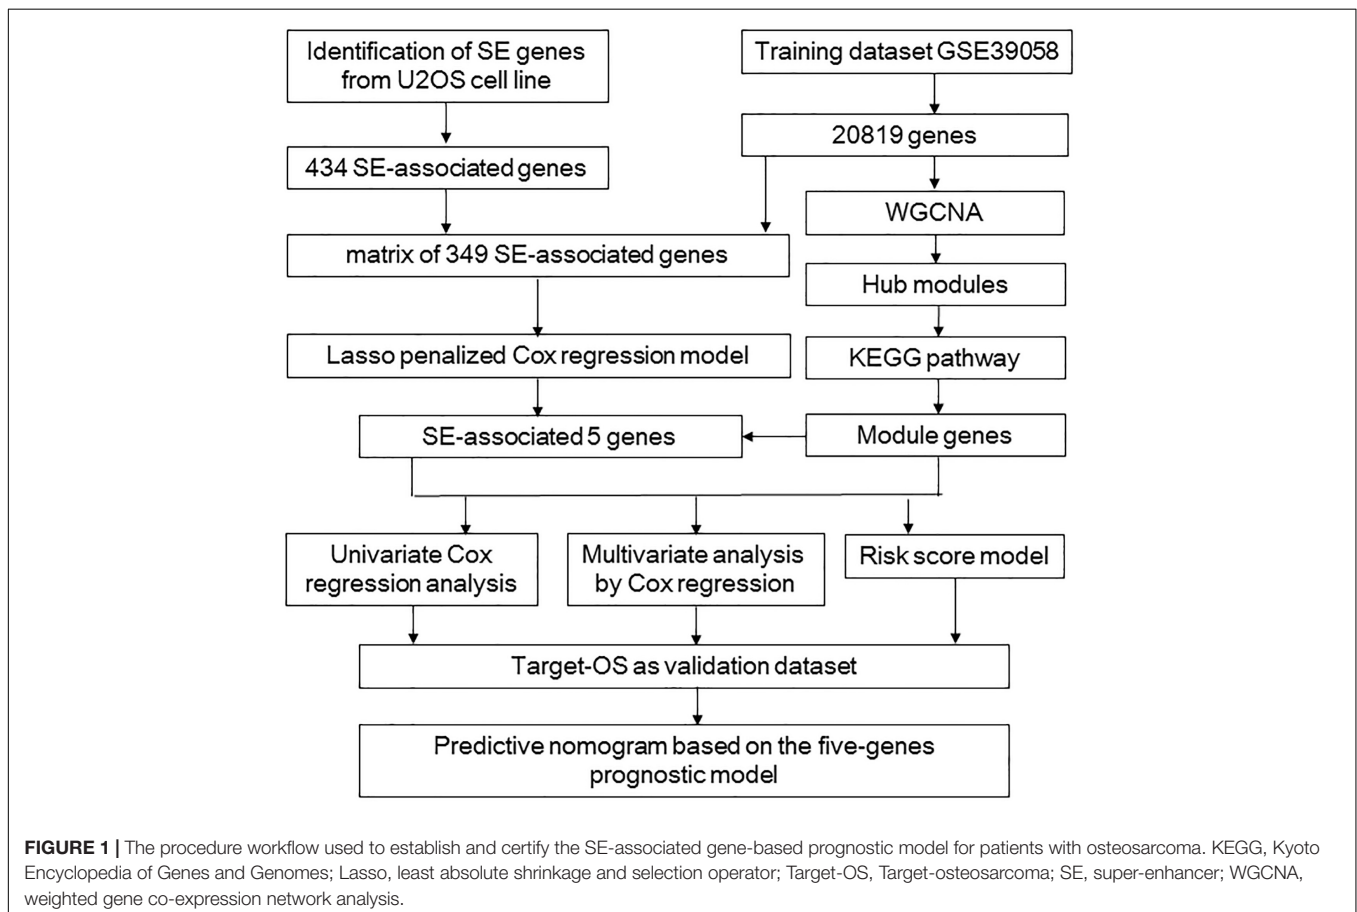 Identification of SE genes
from U2OS cell line
Training dataset GSE39058
20819 genes
434 SE-associated genes
WGCNA
matrix of 349 SE-associated genes
Hub modules
Lasso penalized Cox regression model
KEGG pathway
SE-associated 5 genes
Module genes
Univariate Cox
regression analysis
Multivariate analysis
by Cox regression
Risk score model
Target-OS as validation dataset
Predictive nomogram based on the five-genes
prognostic model
FIGURE 1 | The procedure workflow used to establish and certify the SE-associated gene-based prognostic model for patients with osteosarcoma. KEGG, Kyoto
Encyclopedia of Genes and Genomes; Lasso, least absolute shrinkage and selection operator; Target-OS, Target-osteosarcoma; SE, super-enhancer; WGCNA,
weighted gene co-expression network analysis.